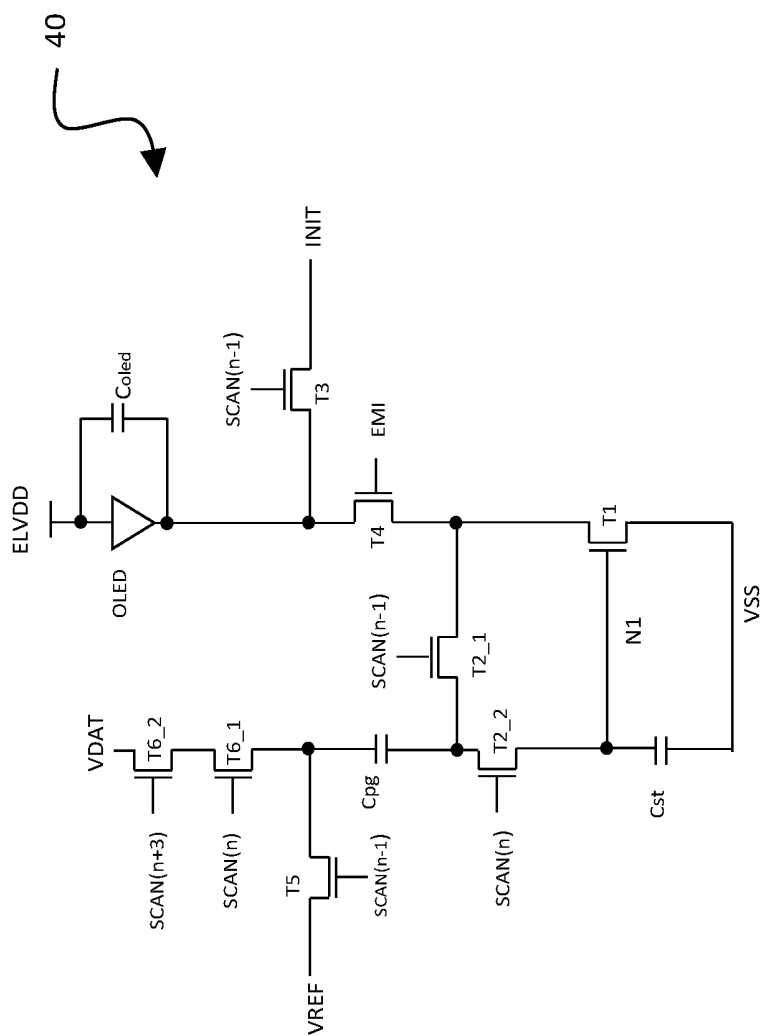 40
ELVDD
Coled
OLED
INIT
SCAN(n-1)
T3
EMI
T4
SCAN(n-1)
T2_1
T1
VDAT
T6_2
T6_1
SCAN(n+3)
SCAN(n)
Cpg
T2_2
N1
VSS
T5
SCAN(n-1)
SCAN(n)
Cst
VREF